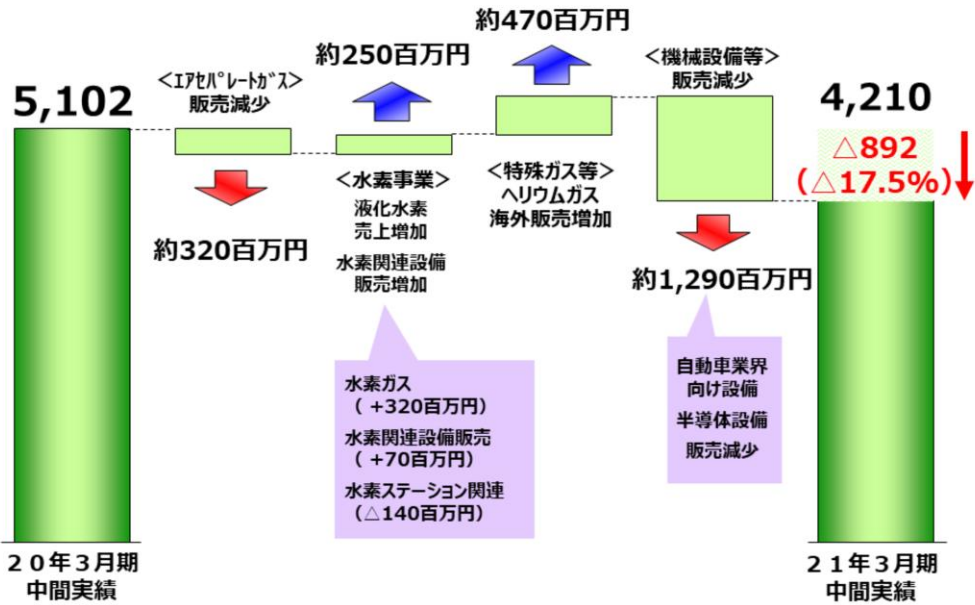 5,102
<エアセパレートガス>
販売減少
約320百万円
約250百万円
<水素事業>
液化水素
売上増加
水素関連設備
販売増加
水素ガス
( +320百万円)
水素関連設備販売
( +70百万円)
水素ステーション関連
(△140百万円)
約470百万円
<特殊ガス等>
ヘリウムガス
海外販売増加
<機械設備等>
販売減少
約1,290百万円
自動車業界
向け設備
半導体設備
販売減少
4,210
△892
(△17.5%)
20年3月期
中間実績
21年3月期
中間実績